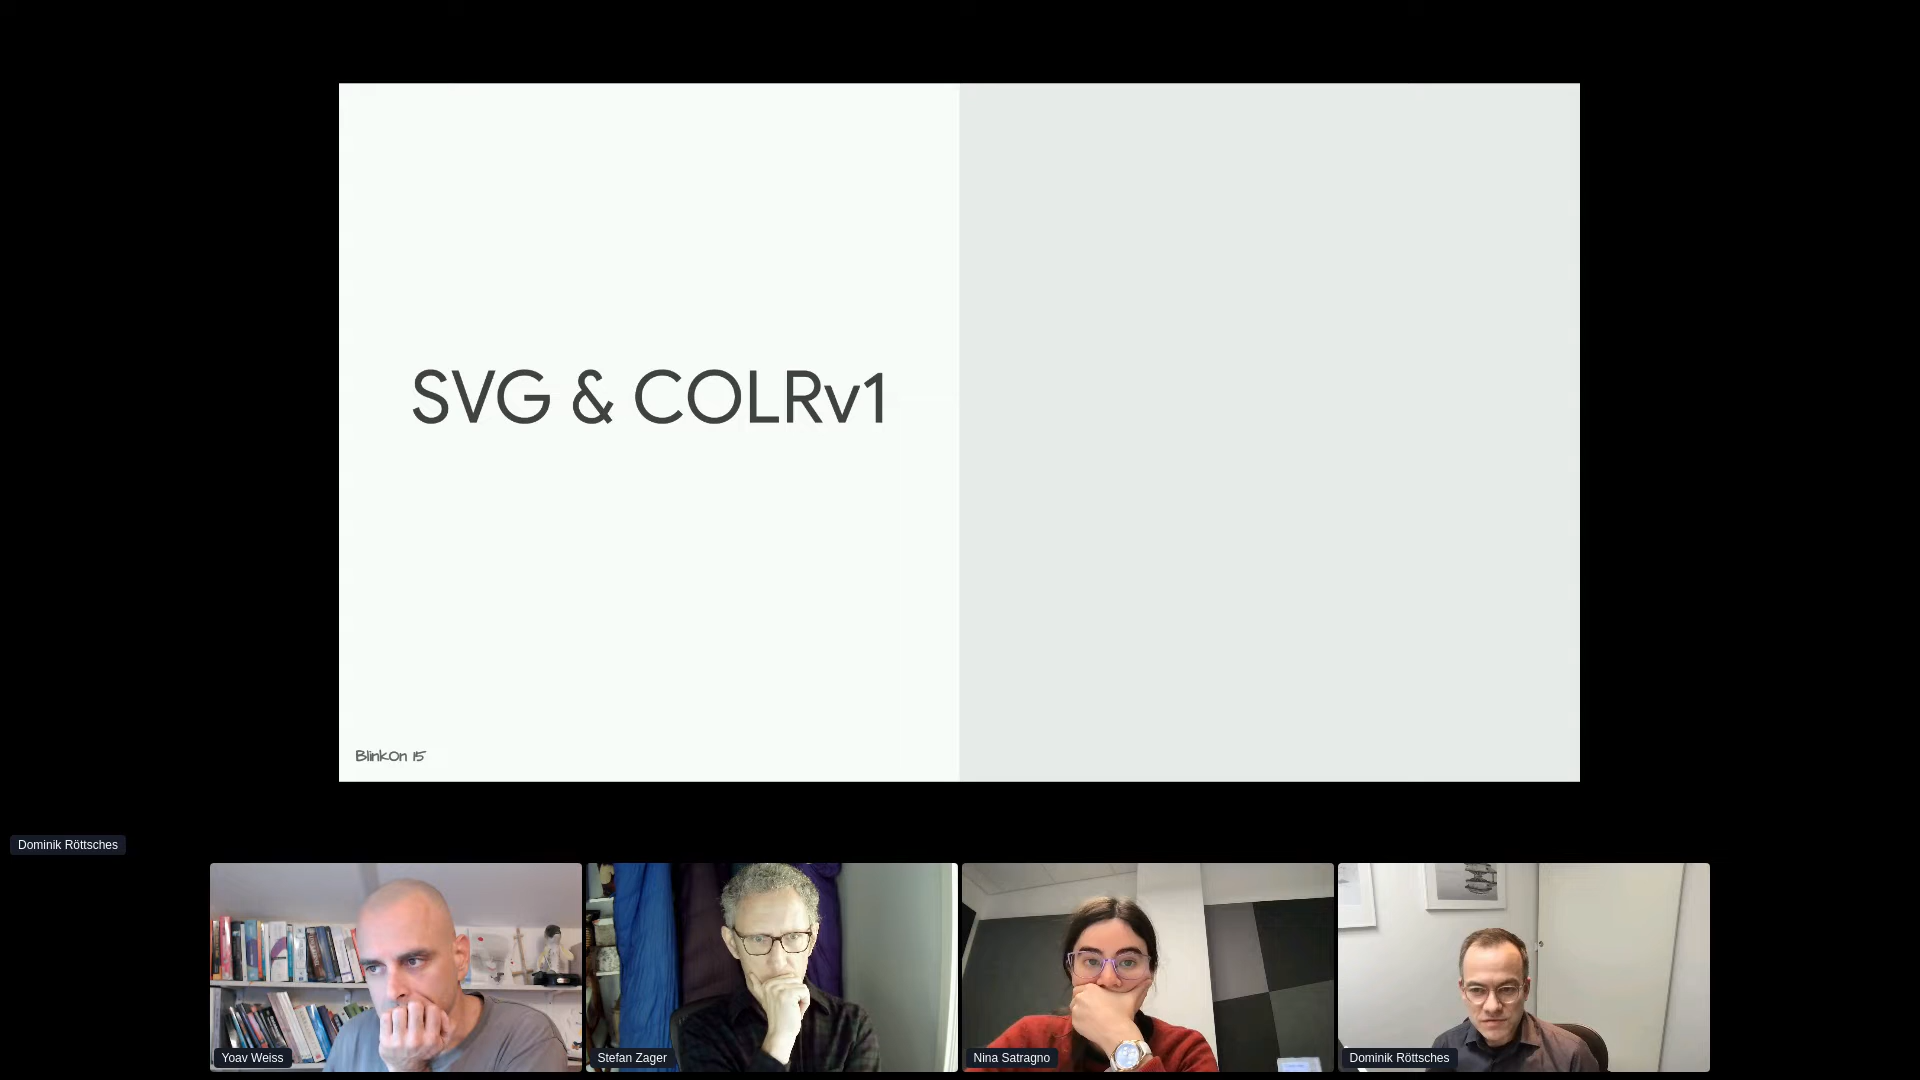 SVG & COLRv1
BlinkOn 15
Dominik Röttsches
Yoav Weiss
Stefan Zager
Nina Satragno
Dominik Röttsches